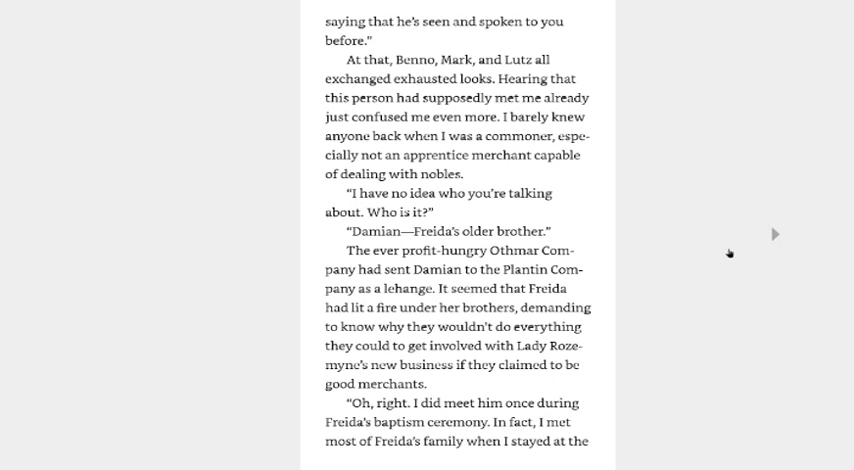 saying that he's seen and spoken to you
before."
At that, Benno, Mark, and Lutz all
exchanged exhausted looks. Hearing that
this person had supposedly met me already
just confused me even more. I barely knew
anyone back when I was a commoner, espe-
cially not an apprentice merchant capable
of dealing with nobles.
"I have no idea who you're talking
about. Who is it?"
"Damian—Freida's older brother."
The ever profit-hungry Othmar Com-
pany had sent Damian to the Plantin Com-
pany as a lehange. It seemed that Freida
had lit a fire under her brothers, demanding
to know why they wouldn't do everything
they could to get involved with Lady Roze-
myne's new business if they claimed to be
good merchants.
"Oh, right. I did meet him once during
Freida's baptism ceremony. In fact, I met
most of Freida's family when I stayed at the